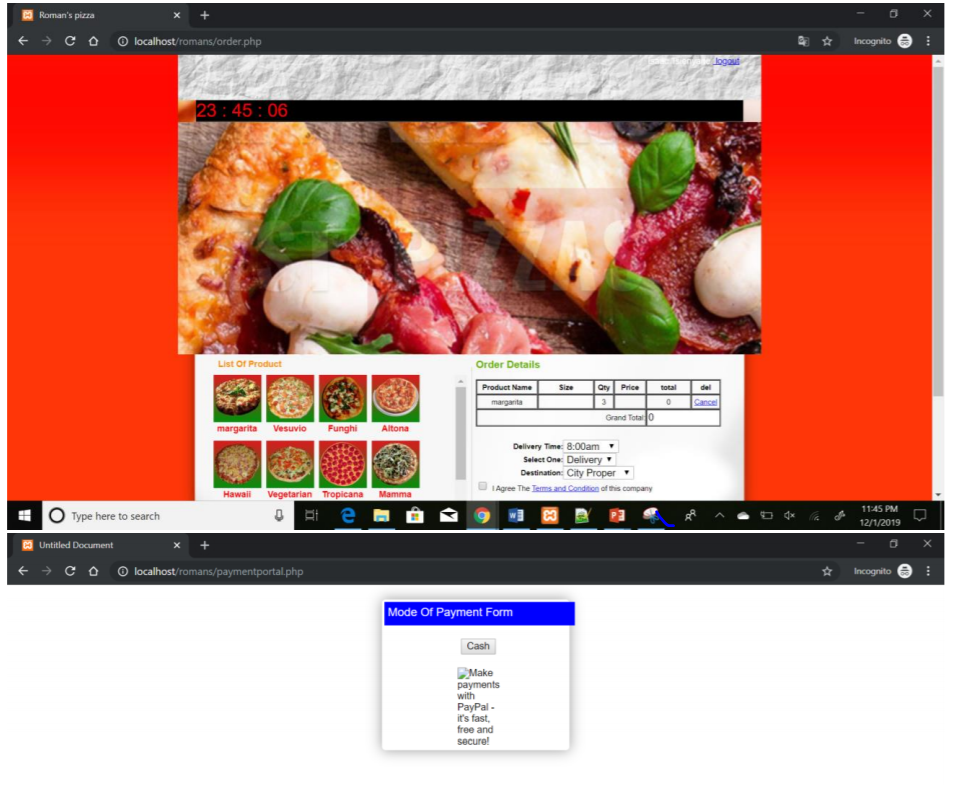 Roman's pizza
localhost/romans/order.php
Incognito
logout
23 : 45 : 06
List Of Product
margarita Vesuvio Funghi Altona
Hawaii Vegetarian Tropicana Mamma
Order Details
Product Name Size Qty Price total del
margarita 3 0 Cancel
Grand Total: 0
Delivery Time: 8:00am
Select One: Delivery
Destination: City Proper
I Agree The Terms and Condition of this company
Type here to search
11:45 PM
12/1/2019
Untitled Document
localhost/romans/paymentportal.php
Incognito
Mode Of Payment Form
Cash
Make
payments
with
PayPal -
it's fast,
free and
secure!